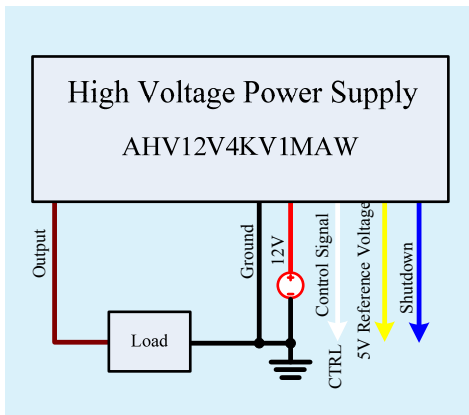 High Voltage Power Supply
AHV12V4KV1MAW
Output
Ground
12V
Control Signal
5V Reference Voltage
Shutdown
Load
CTRL